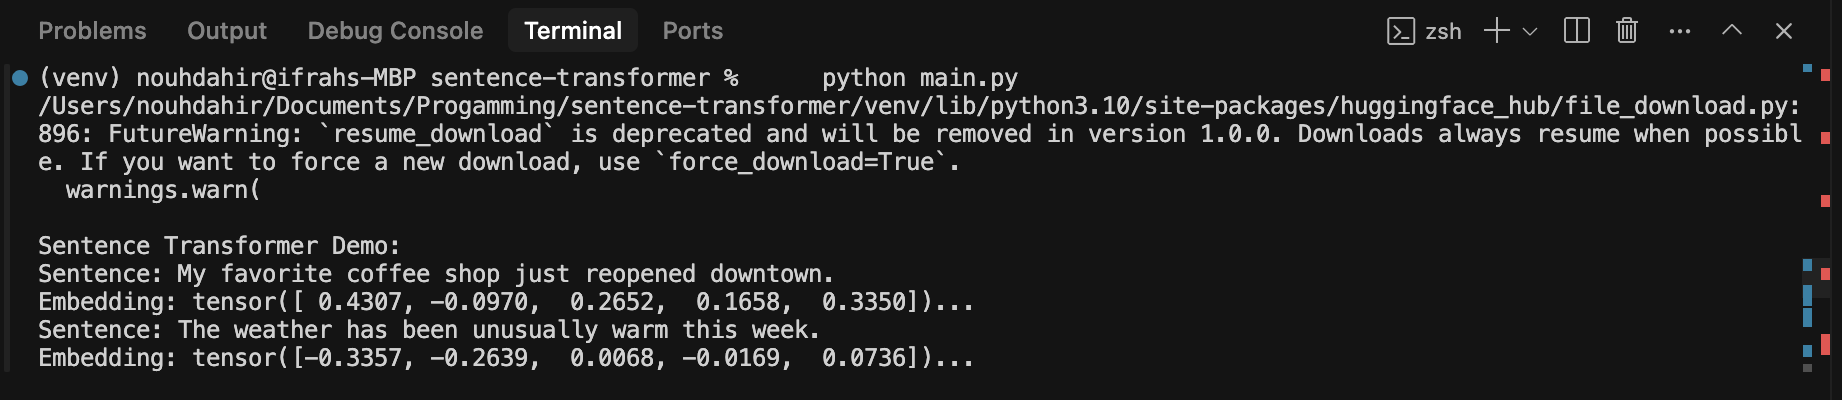 Problems Output Debug Console Terminal Ports zsh
(venv) nouhdahir@ifrahs-MBP sentence-transformer %      python main.py
/Users/nouhdahir/Documents/Progamming/sentence-transformer/venv/lib/python3.10/site-packages/huggingface_hub/file_download.py:
896: FutureWarning: `resume_download` is deprecated and will be removed in version 1.0.0. Downloads always resume when possibl
e. If you want to force a new download, use `force_download=True`.
  warnings.warn(
Sentence Transformer Demo:
Sentence: My favorite coffee shop just reopened downtown.
Embedding: tensor([ 0.4307, -0.0970,  0.2652,  0.1658,  0.3350])...
Sentence: The weather has been unusually warm this week.
Embedding: tensor([-0.3357, -0.2639,  0.0068, -0.0169,  0.0736])...